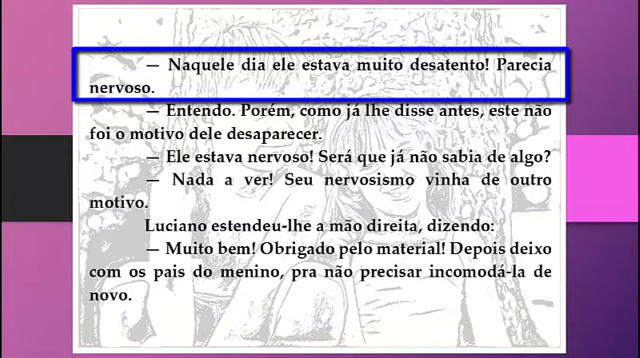 — Naquele dia ele estava muito desatento! Parecia
nervoso.
— Entendo. Porém, como já lhe disse antes, este não
foi o motivo dele desaparecer.
— Ele estava nervoso! Será que já não sabia de algo?
— Nada a ver! Seu nervosismo vinha de outro
motivo.
Luciano estendeu-lhe a mão direita, dizendo:
— Muito bem! Obrigado pelo material! Depois deixo
com os pais do menino, pra não precisar incomodá-la de
novo.